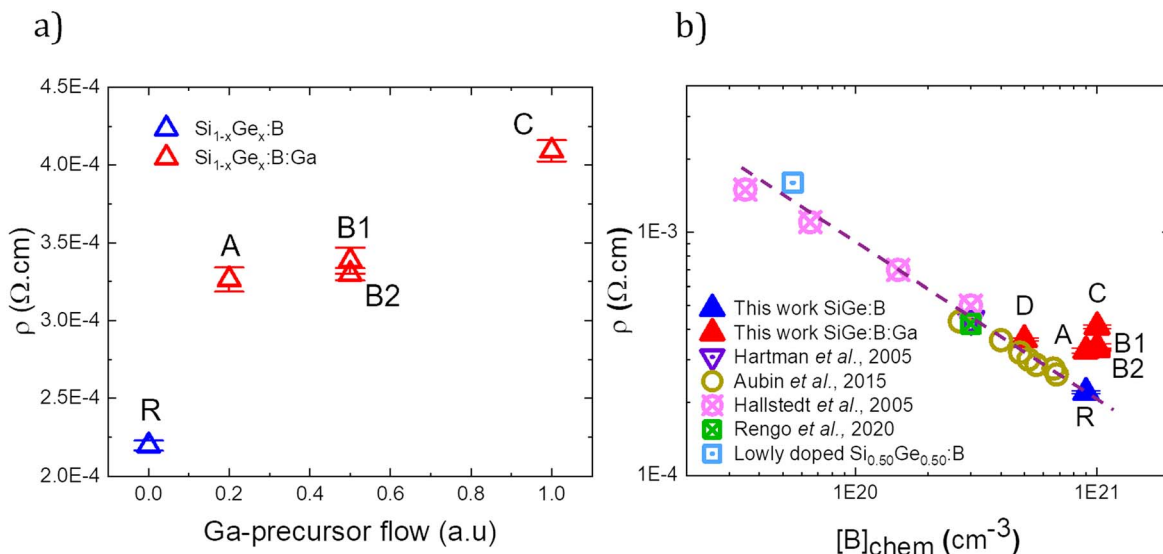 a)
4.5E-4
4.0E-4
3.5E-4
3.0E-4
2.5E-4
2.0E-4
ρ (Ω.cm)
Si1-xGex:B
Si1-xGex:B:Ga
C
A
B1
B2
R
0.0 0.2 0.4 0.6 0.8 1.0
Ga-precursor flow (a.u)
b)
1E-3
1E-4
ρ (Ω.cm)
This work SiGe:B
This work SiGe:B:Ga
Hartman et al., 2005
Aubin et al., 2015
Hallstedt et al., 2005
Rengo et al., 2020
Lowly doped Si0.50Ge0.50:B
D
C
A
B1
B2
R
1E20 1E21
[B]chem (cm-3)